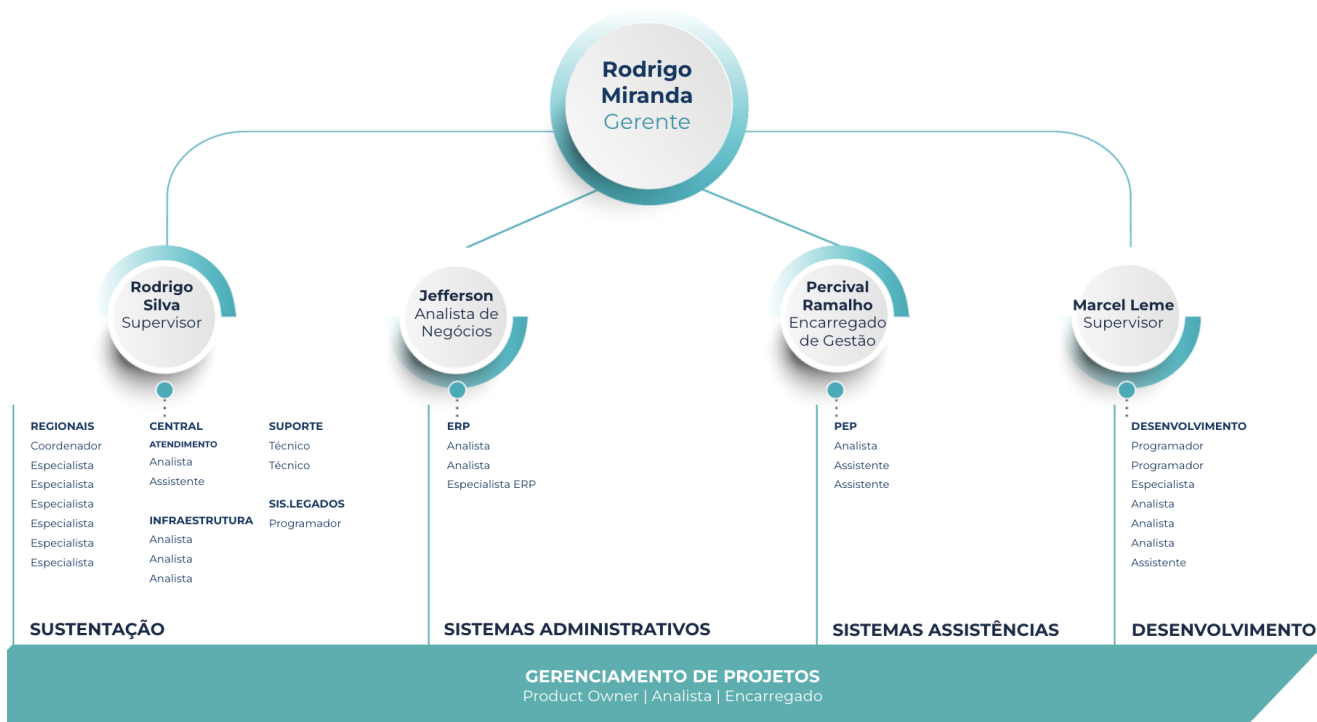 Rodrigo
Miranda
Gerente
Rodrigo
Silva
Supervisor
Jefferson
Analista de
Negócios
Percival
Ramalho
Encarregado
de Gestão
Marcel Leme
Supervisor
REGIONAIS
Coordenador
Especialista
Especialista
Especialista
Especialista
Especialista
Especialista
CENTRAL
ATENDIMENTO
Analista
Assistente
INFRAESTRUTURA
Analista
Analista
Analista
SUPORTE
Técnico
Técnico
SIS.LEGADOS
Programador
ERP
Analista
Analista
Especialista ERP
PEP
Analista
Assistente
Assistente
DESENVOLVIMENTO
Programador
Programador
Especialista
Analista
Analista
Analista
Assistente
SUSTENTAÇÃO
SISTEMAS ADMINISTRATIVOS
SISTEMAS ASSISTÊNCIAS
DESENVOLVIMENTO
GERENCIAMENTO DE PROJETOS
Product Owner | Analista | Encarregado